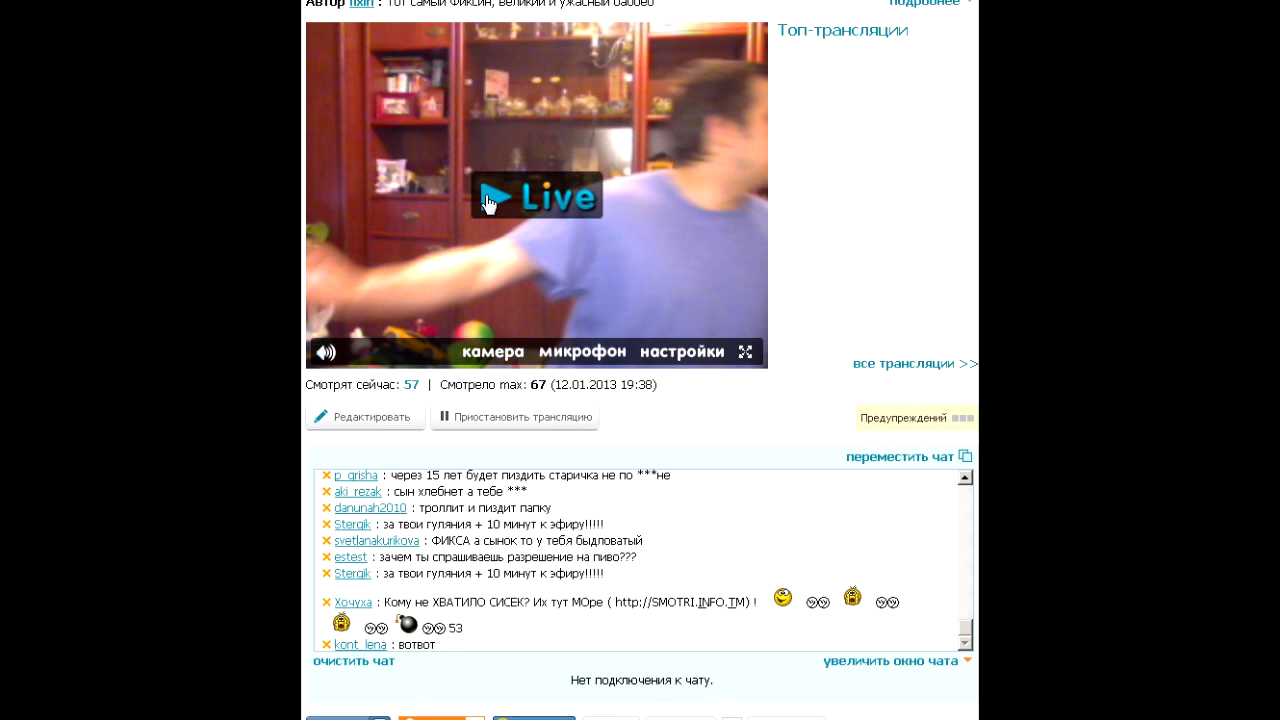 Автор fixin : Тот самый Фиксин, великий и ужасный
подробнее
Топ-трансляции
Live
камера микрофон настройки
все трансляции >>
Смотрят сейчас: 57 | Смотрело max: 67 (12.01.2013 19:38)
Редактировать
Приостановить трансляцию
Предупреждений
переместить чат
p_grisha : через 15 лет будет пиздить старичка не по ***не
aki_rezak : сын хлебнет а тебе ***
danunah2010 : троллит и пиздит папку
Stergik : за твои гуляния + 10 минут к эфиру!!!!!
svetlanakurikova : ФИКСА а сынок то у тебя быдловатый
estest : зачем ты спрашиваешь разрешение на пиво???
Stergik : за твои гуляния + 10 минут к эфиру!!!!!
Хочуха : Кому не ХВАТИЛО СИСЕК? Их тут МОре ( http://SMOTRI.INFO.TM) !
53
kont_lena : вотвот
очистить чат
увеличить окно чата
Нет подключения к чату.